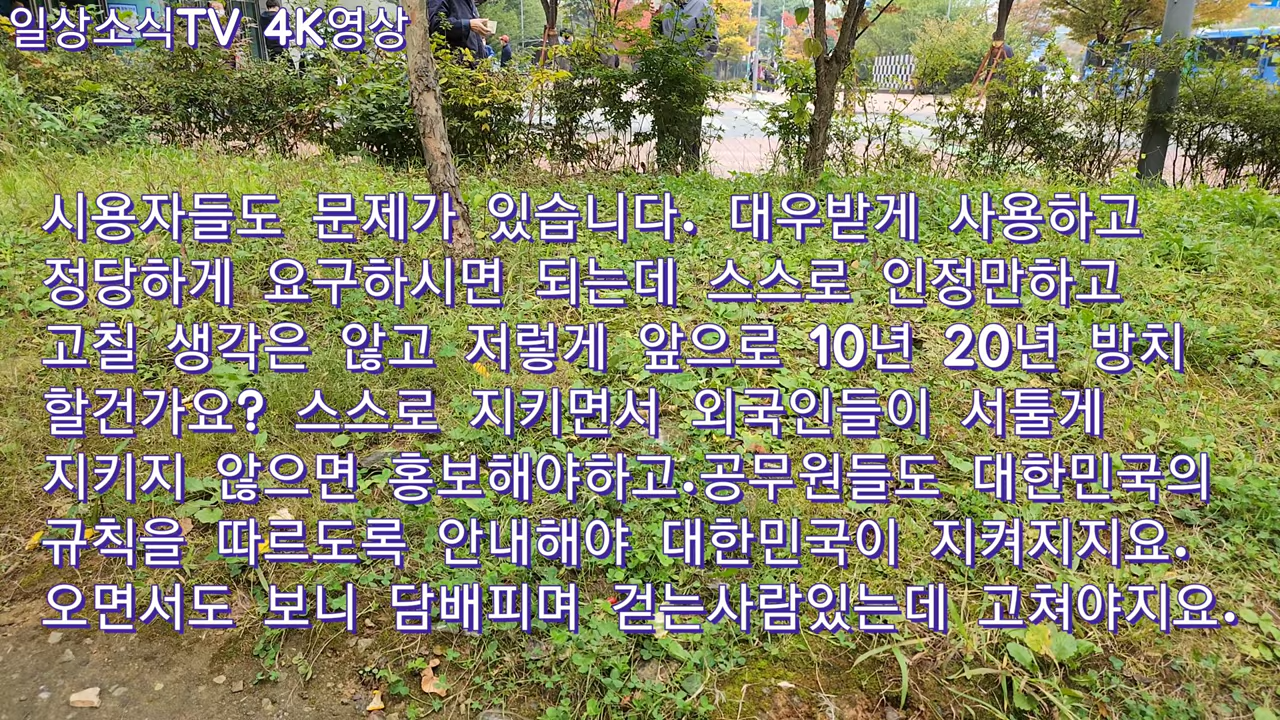 일상소식TV 4K영상
시용자들도 문제가 있습니다. 대우받게 사용하고
정당하게 요구하시면 되는데 스스로 인정만하고
고칠 생각은 않고 저렇게 앞으로 10년 20년 방치
할건가요? 스스로 지키면서 외국인들이 서툴게
지키지 않으면 홍보해야하고.공무원들도 대한민국의
규칙을 따르도록 안내해야 대한민국이 지켜지지요.
오면서도 보니 담배피며 걷는사람있는데 고쳐야지요.